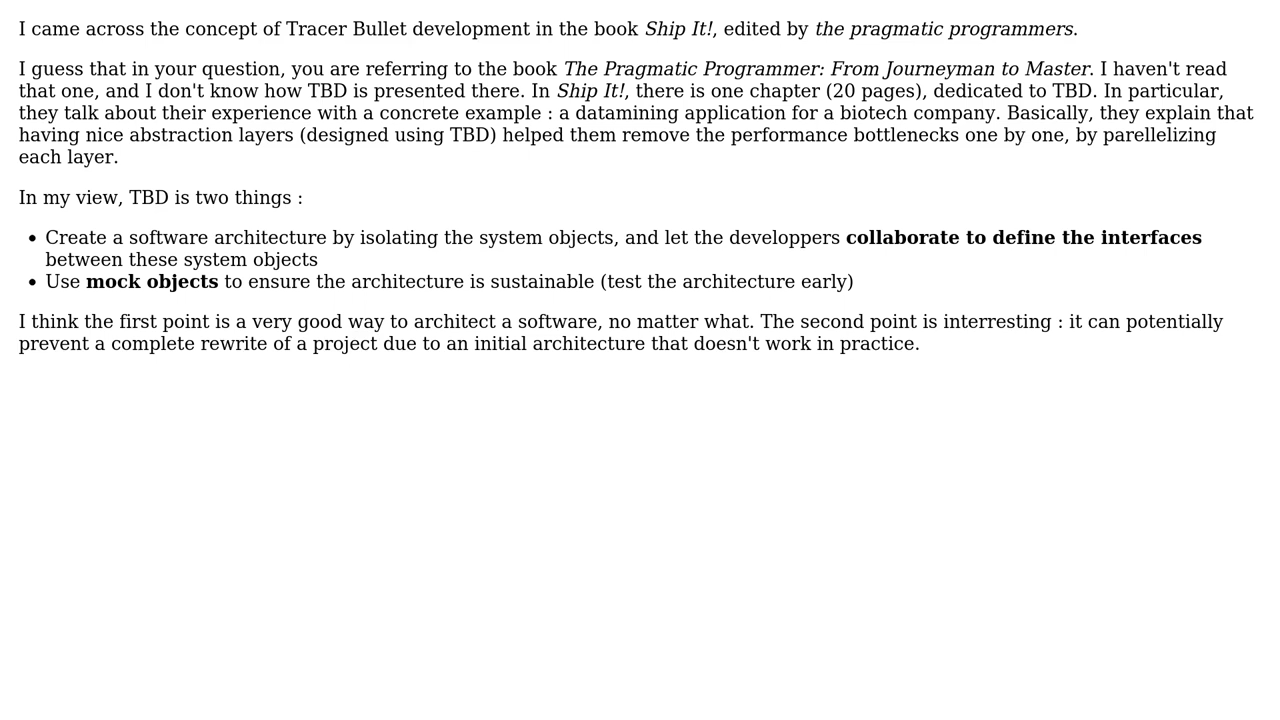 I came across the concept of Tracer Bullet development in the book Ship It!, edited by the pragmatic programmers.
I guess that in your question, you are referring to the book The Pragmatic Programmer: From Journeyman to Master. I haven't read
that one, and I don't know how TBD is presented there. In Ship It!, there is one chapter (20 pages), dedicated to TBD. In particular,
they talk about their experience with a concrete example : a datamining application for a biotech company. Basically, they explain that
having nice abstraction layers (designed using TBD) helped them remove the performance bottlenecks one by one, by parellelizing
each layer.
In my view, TBD is two things :
• Create a software architecture by isolating the system objects, and let the developpers collaborate to define the interfaces
between these system objects
• Use mock objects to ensure the architecture is sustainable (test the architecture early)
I think the first point is a very good way to architect a software, no matter what. The second point is interresting : it can potentially
prevent a complete rewrite of a project due to an initial architecture that doesn't work in practice.